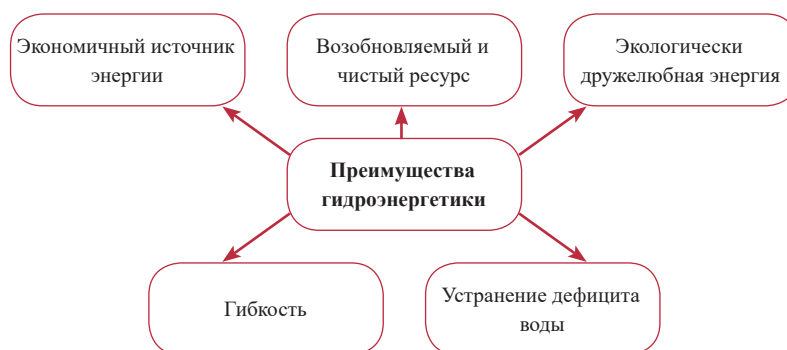 Экономичный источник
энергии
Возобновляемый и
чистый ресурс
Экологически
дружелюбная энергия
Преимущества
гидроэнергетики
Гибкость
Устранение дефицита
воды